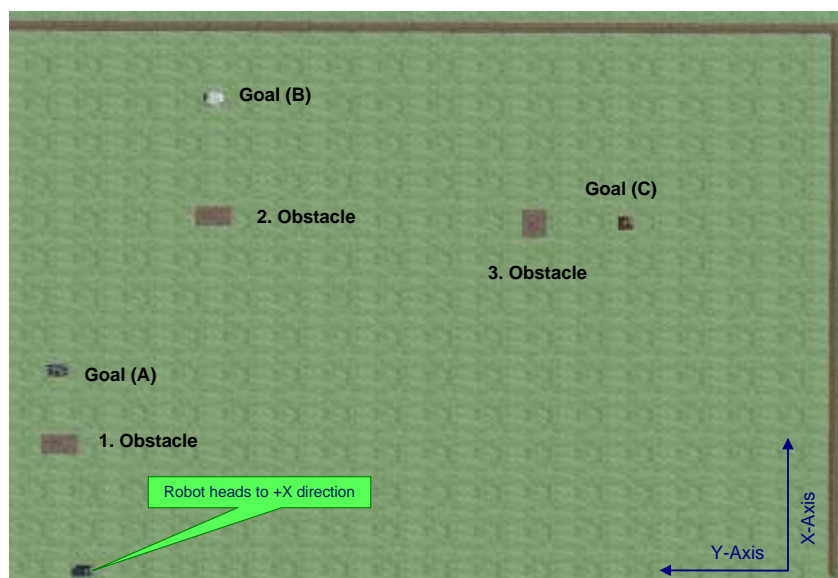 Goal (B)
Goal (C)
2. Obstacle
3. Obstacle
Goal (A)
1. Obstacle
Robot heads to +X direction
X-Axis
Y-Axis